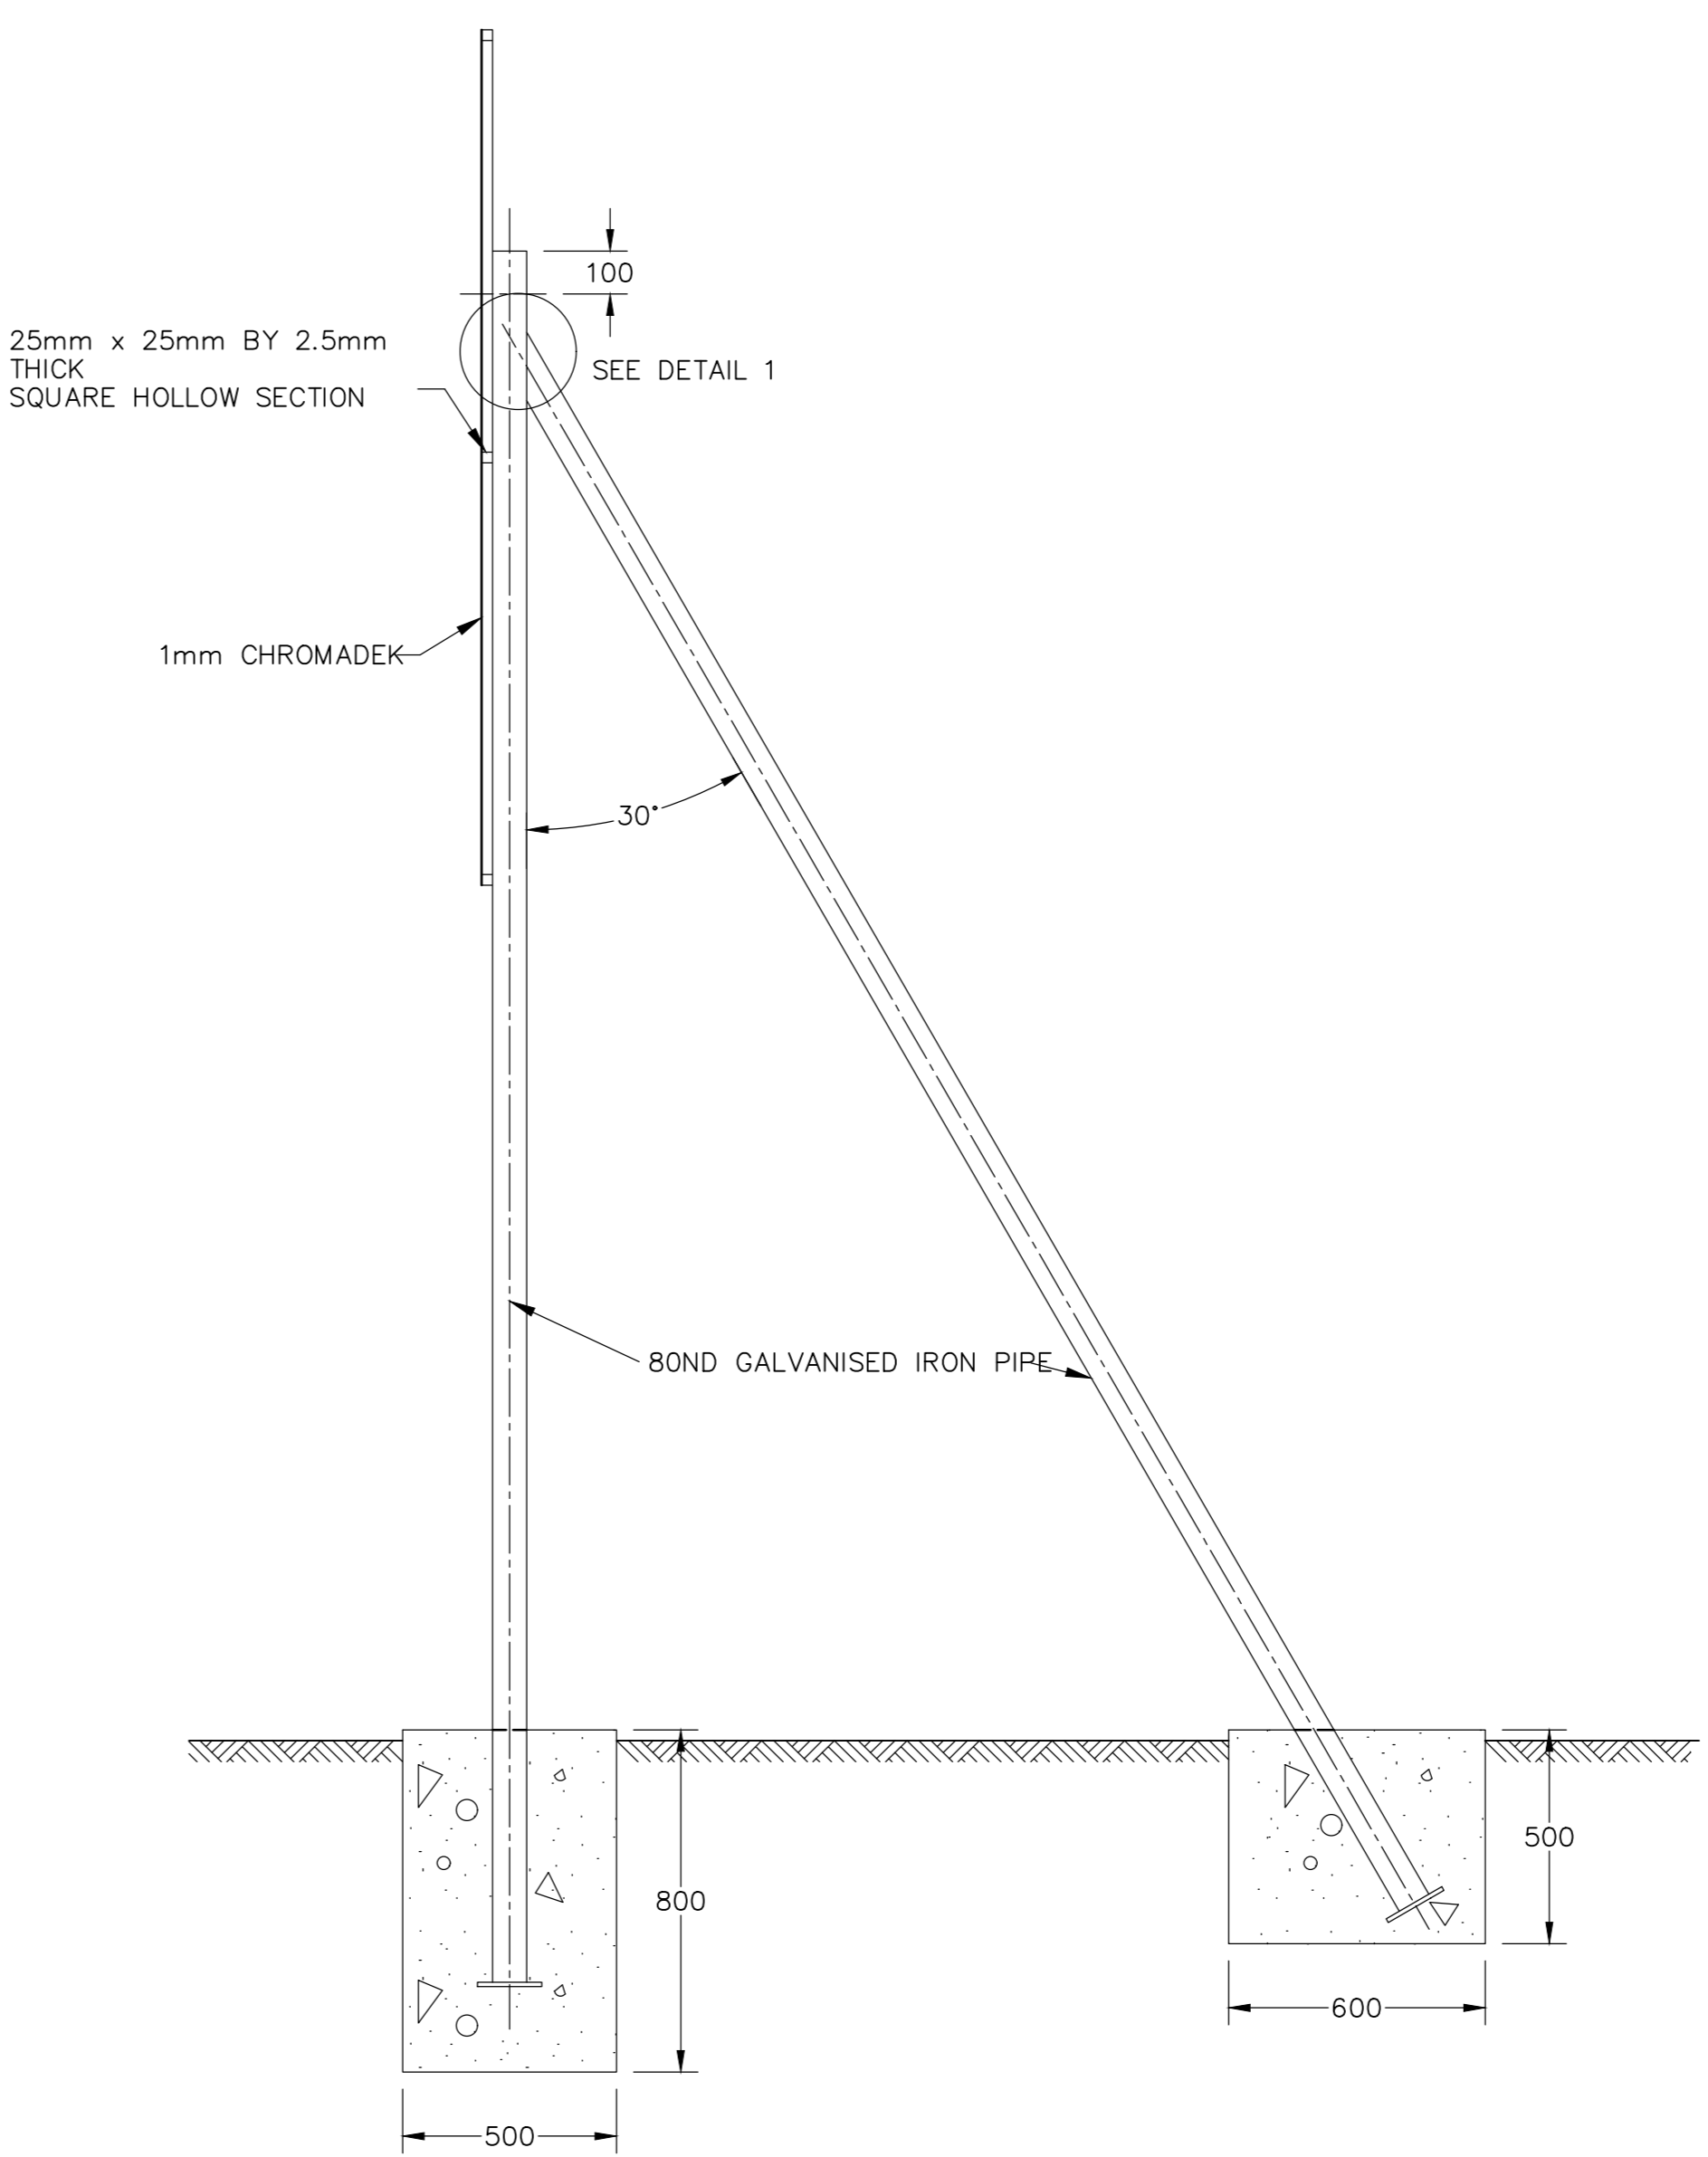 100
25mm x 25mm BY 2.5mm
THICK
SQUARE HOLLOW SECTION
SEE DETAIL 1
1mm CHROMADEK
30°
80ND GALVANISED IRON PIPE
500
800
600
500